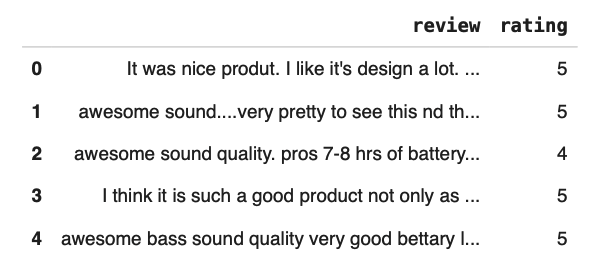 review rating
0 It was nice produt. I like it's design a lot. ... 5
1 awesome sound....very pretty to see this nd th... 5
2 awesome sound quality. pros 7-8 hrs of battery... 4
3 I think it is such a good product not only as ... 5
4 awesome bass sound quality very good bettary l... 5